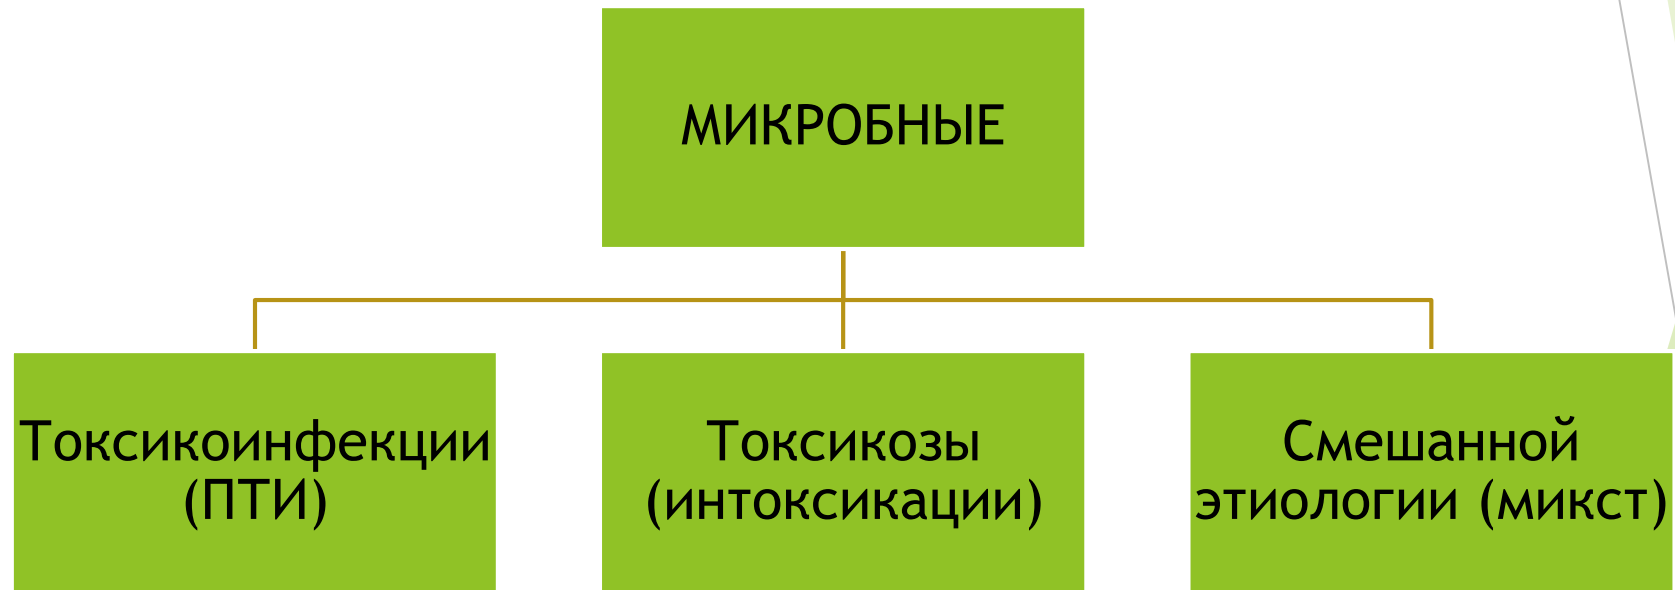 МИКРОБНЫЕ
Токсикоинфекции
(ПТИ)
Токсикозы
(интоксикации)
Смешанной
этиологии (микст)